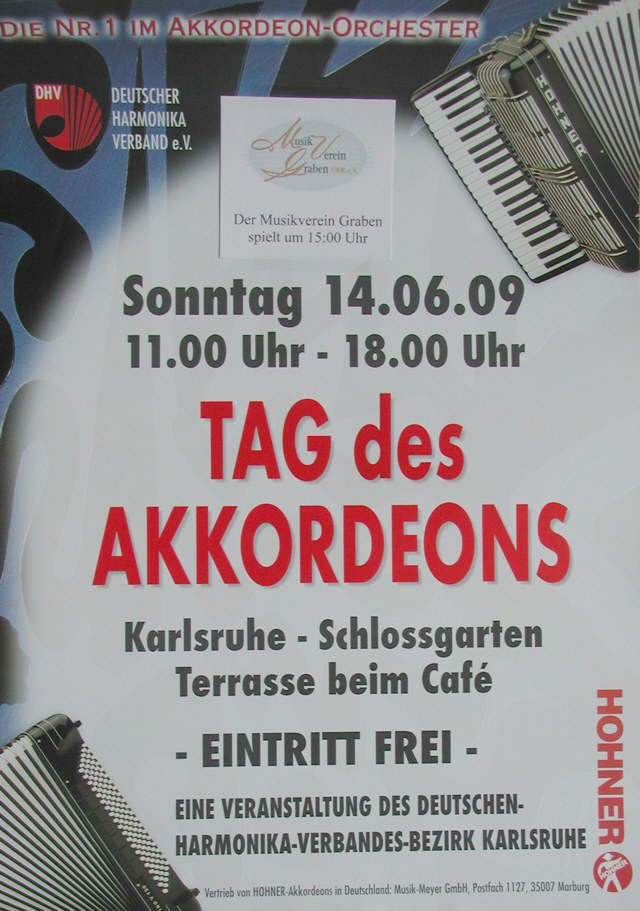 DIE NR.1 IM AKKORDEON-ORCHESTER
DHV
DEUTSCHER
HARMONIKA
VERBAND e.V.
Musik
Verein
Graben
Der Musikverein Graben
spielt um 15:00 Uhr
HOHNER
Sonntag 14.06.09
11.00 Uhr - 18.00 Uhr
TAG des
AKKORDEONS
Karlsruhe - Schlossgarten
Terrasse beim Café
- EINTRITT FREI -
EINE VERANSTALTUNG DES DEUTSCHEN-
HARMONIKA-VERBANDES-BEZIRK KARLSRUHE
HOHNER
HOHNER
Vertrieb von HOHNER-Akkordeons in Deutschland: Musik-Meyer GmbH, Postfach 1127, 35007 Marburg